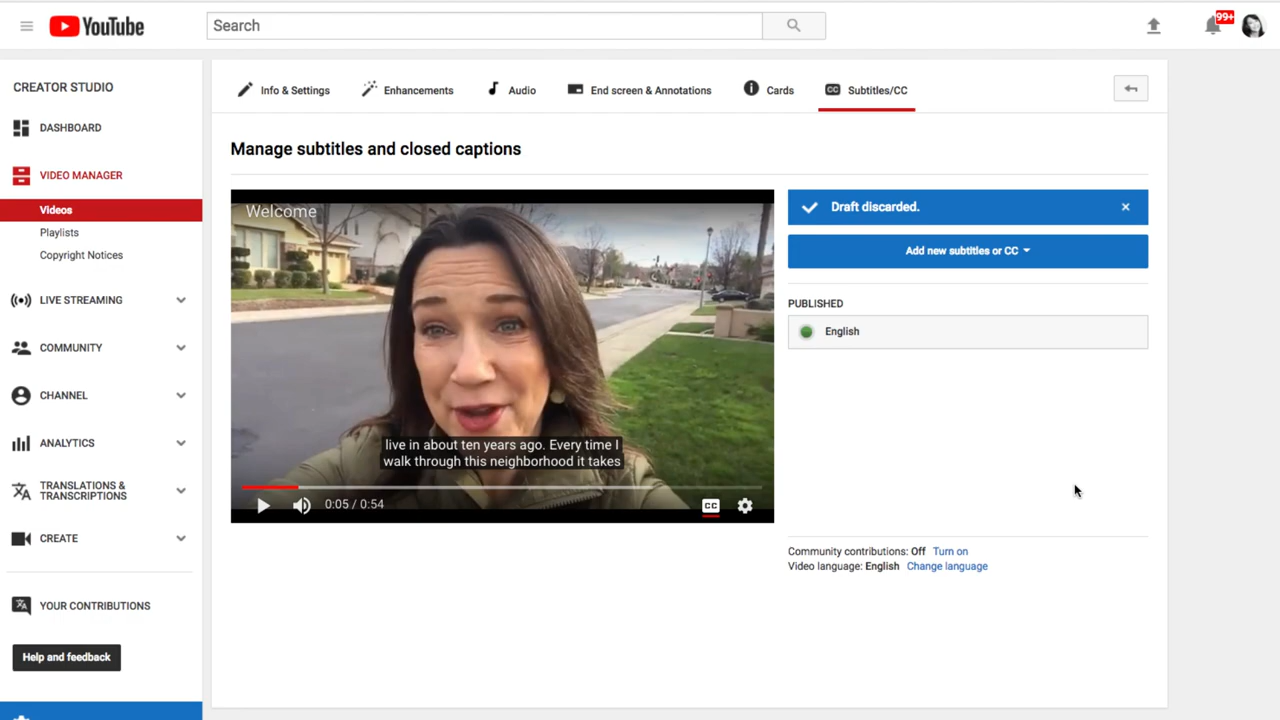 YouTube
Search
99+
CREATOR STUDIO
DASHBOARD
VIDEO MANAGER
Videos
Playlists
Copyright Notices
LIVE STREAMING
COMMUNITY
CHANNEL
ANALYTICS
TRANSLATIONS &
TRANSCRIPTIONS
CREATE
YOUR CONTRIBUTIONS
Help and feedback
Info & Settings
Enhancements
Audio
End screen & Annotations
Cards
CC Subtitles/CC
Manage subtitles and closed captions
Welcome
live in about ten years ago. Every time I
walk through this neighborhood it takes
0:05 / 0:54
CC
Draft discarded.
Add new subtitles or CC
PUBLISHED
English
Community contributions: Off Turn on
Video language: English Change language